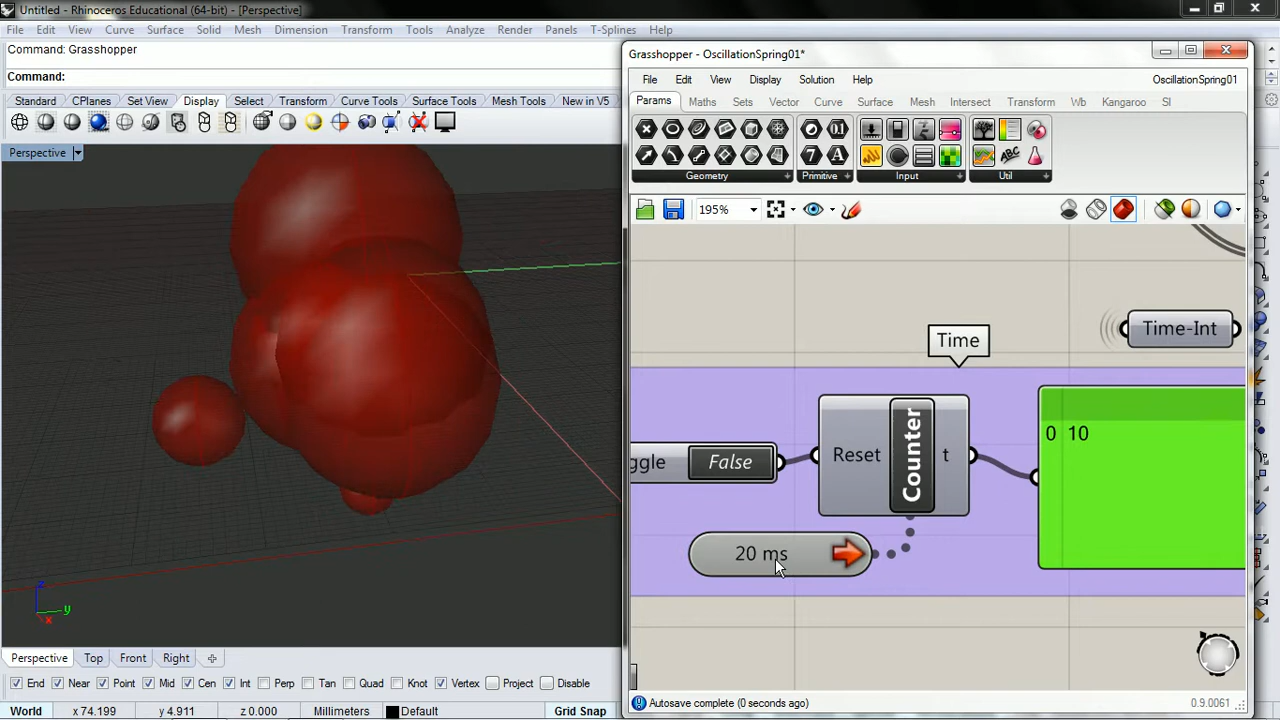 Untitled - Rhinoceros Educational (64-bit) - [Perspective]
File Edit View Curve Surface Solid Mesh Dimension Transform Tools Analyze Render Panels T-Splines Help
Command: Grasshopper
Command:
Standard CPlanes Set View Display Select Transform Curve Tools Surface Tools Mesh Tools New in V5
Perspective
Grasshopper - OscillationSpring01*
File Edit View Display Solution Help OscillationSpring01
Params Maths Sets Vector Curve Surface Mesh Intersect Transform Wb Kangaroo SI
Geometry Primitive Input Util
195%
Time-Int
Time
ggle False
Reset Counter t
0 10
20 ms
z
y
x
Perspective Top Front Right
End Near Point Mid Cen Int Perp Tan Quad Knot Vertex Project Disable
World x 74.199 y 4.911 z 0.000 Millimeters Default Grid Snap
Autosave complete (0 seconds ago) 0.9.0061